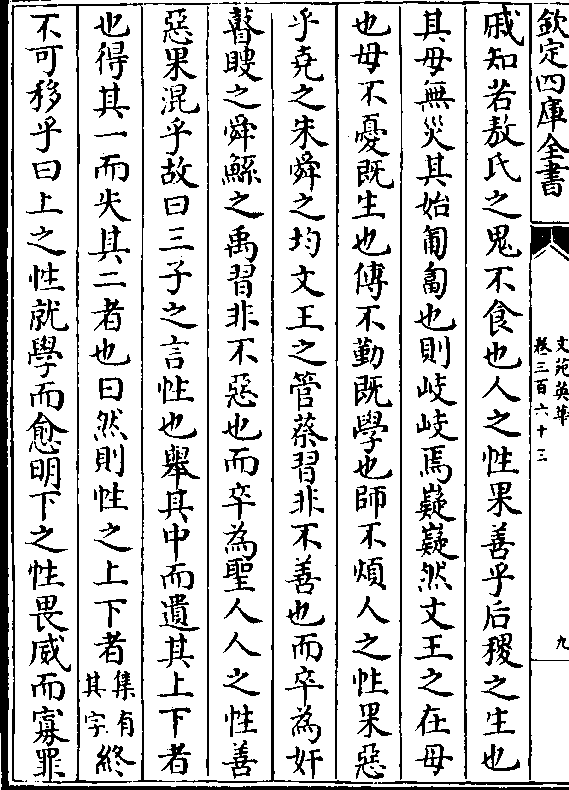 欽定四庫全書
文苑英華
卷三百六十三
九
戚知若敖氏之鬼不食也人之性果善乎后稷之生也
其母無災其始匍匐也則岐岐焉嶷嶷然文王之在母
也母不憂既生也傅不勤既學也師不煩人之性果惡
乎堯之朱舜之均文王之管蔡習非不善也而卒為奸
瞽瞍之舜鯀之禹習非不惡也而卒為聖人人之性善
惡果混乎故曰三子之言性也舉其中而遺其上下者
也得其一而失其二者也曰然則性之上下者集有其字終
不可移乎曰上之性就學而愈明下之性畏威而寡罪